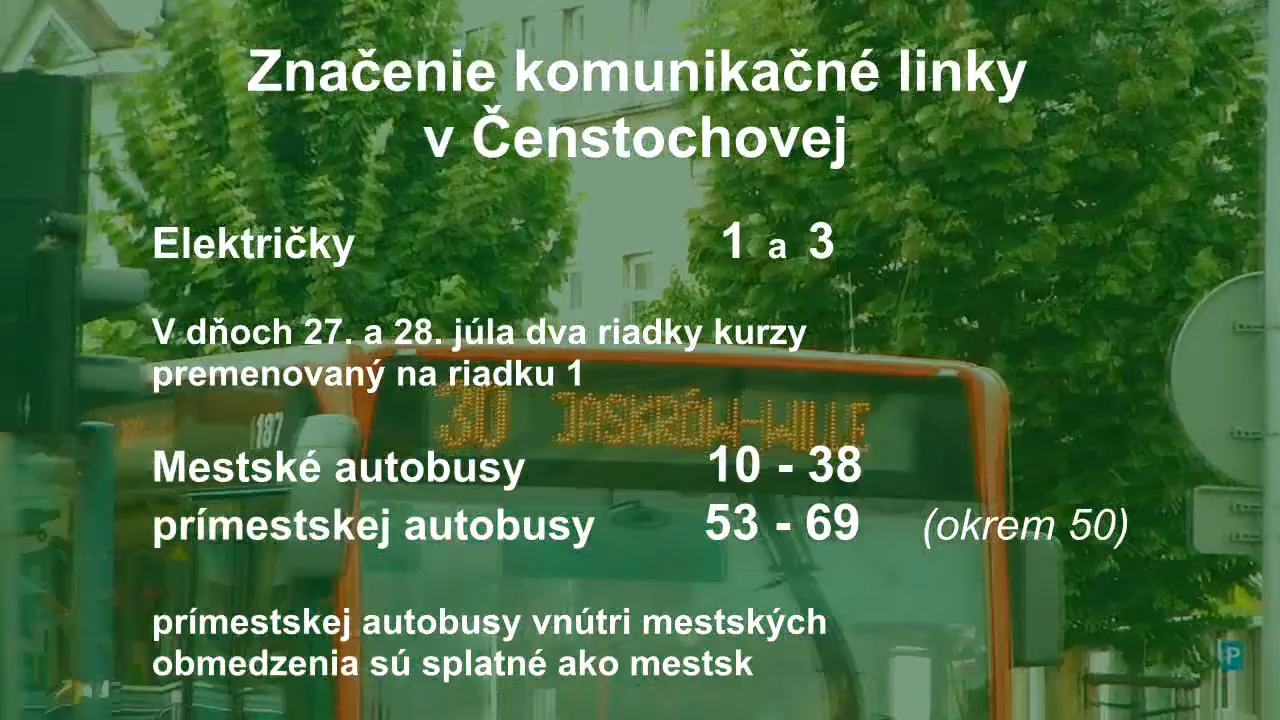 Značenie komunikačné linky
v Čenstochovej
Električky 1 a 3
V dňoch 27. a 28. júla dva riadky kurzy
premenovaný na riadku 1
1187
30 JASKRÓW-WILLE
Mestské autobusy 10 - 38
prímestskej autobusy 53 - 69 (okrem 50)
prímestskej autobusy vnútri mestských
obmedzenia sú splatné ako mestsk
P